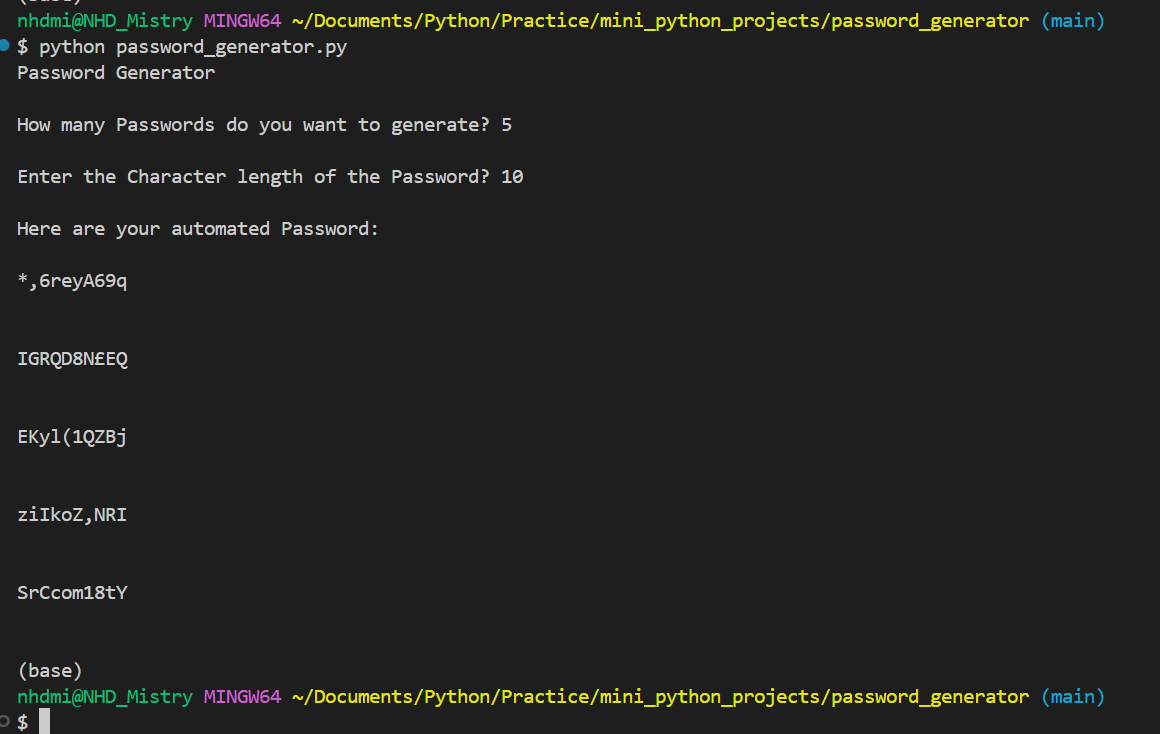 (base)
nhdmi@NHD_Mistry MINGW64 ~/Documents/Python/Practice/mini_python_projects/password_generator (main)
$ python password_generator.py
Password Generator
How many Passwords do you want to generate? 5
Enter the Character length of the Password? 10
Here are your automated Password:
*,6reyA69q
IGRQD8N£EQ
EKyl(1QZBj
ziIkoZ,NRI
SrCcom18tY
(base)
nhdmi@NHD_Mistry MINGW64 ~/Documents/Python/Practice/mini_python_projects/password_generator (main)
$